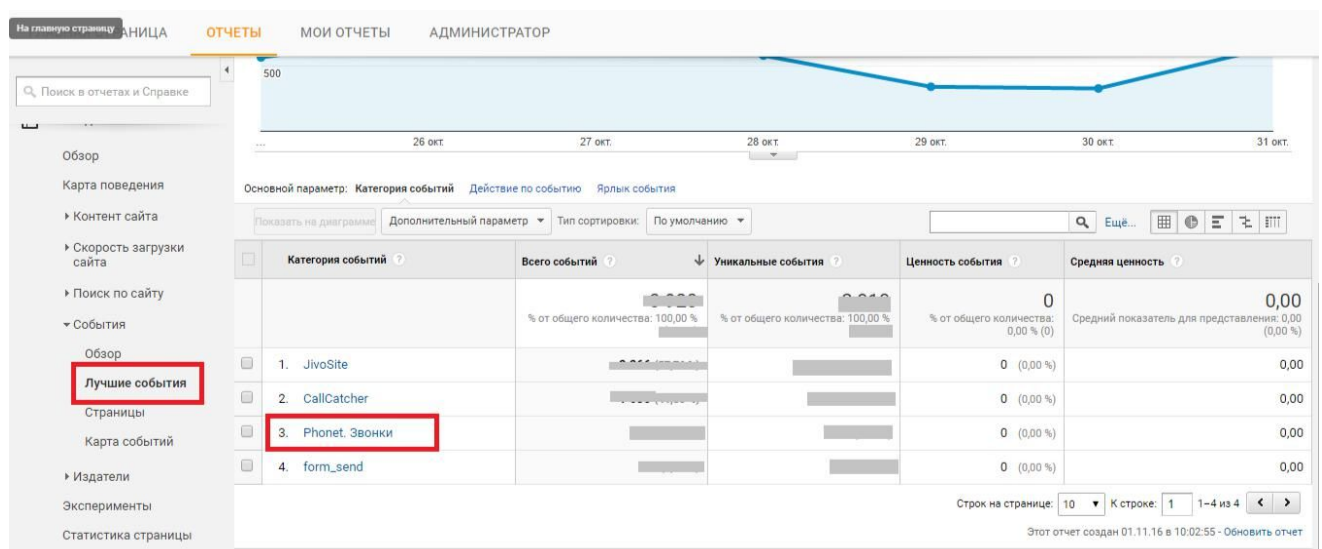 На главную страницу АНИЦА ОТЧЕТЫ МОИ ОТЧЕТЫ АДМИНИСТРАТОР
Поиск в отчетах и Справке
Обзор
Карта поведения
Контент сайта
Скорость загрузки
сайта
Поиск по сайту
События
Обзор
Лучшие события
Страницы
Карта событий
Издатели
Эксперименты
Статистика страницы
500
... 26 окт. 27 окт. 28 окт. 29 окт. 30 окт. 31 окт.
Основной параметр: Категория событий Действие по событию Ярлык события
Показать на диаграмме Дополнительный параметр Тип сортировки: По умолчанию Ещё...
Категория событий ? Всего событий ? Уникальные события ? Ценность события ? Средняя ценность ?
0 0,00
% от общего количества: 100,00 % % от общего количества: 100,00 % % от общего количества: Средний показатель для представления: 0,00
0,00 % (0) (0,00 %)
1. JivoSite 0 (0,00 %) 0,00
2. CallCatcher 0 (0,00 %) 0,00
3. Phonet. Звонки 0 (0,00 %) 0,00
4. form_send 0 (0,00 %) 0,00
Строк на странице: 10 К строке: 1 1–4 из 4
Этот отчет создан 01.11.16 в 10:02:55 - Обновить отчет